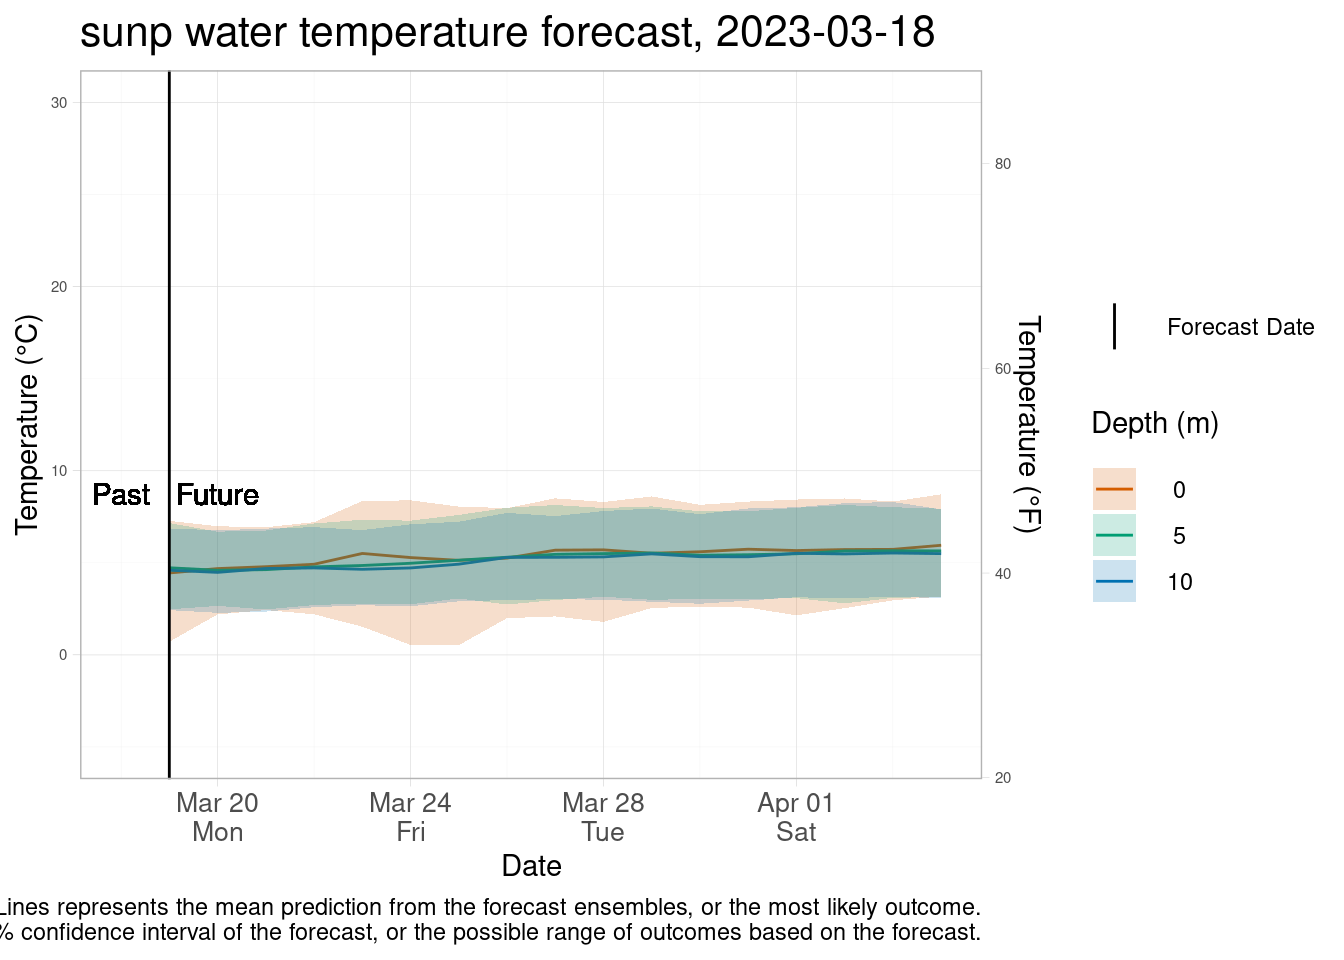 sunp water temperature forecast, 2023-03-18
30
20
10
0
Temperature (°C)
Past
Future
80
60
40
20
Temperature (°F)
Mar 20
Mon
Mar 24
Fri
Mar 28
Tue
Apr 01
Sat
Date
Forecast Date
Depth (m)
0
5
10
Lines represents the mean prediction from the forecast ensembles, or the most likely outcome.
% confidence interval of the forecast, or the possible range of outcomes based on the forecast.